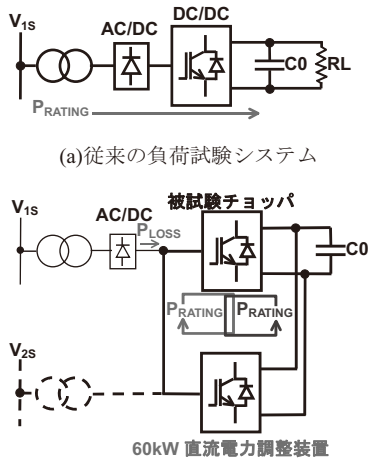 V1S
AC/DC
DC/DC
C0
RL
PRATING
(a)従来の負荷試験システム
V1S
AC/DC
被試験チョッパ
PLOSS
C0
PRATING PRATING
V2S
60kW 直流電力調整装置